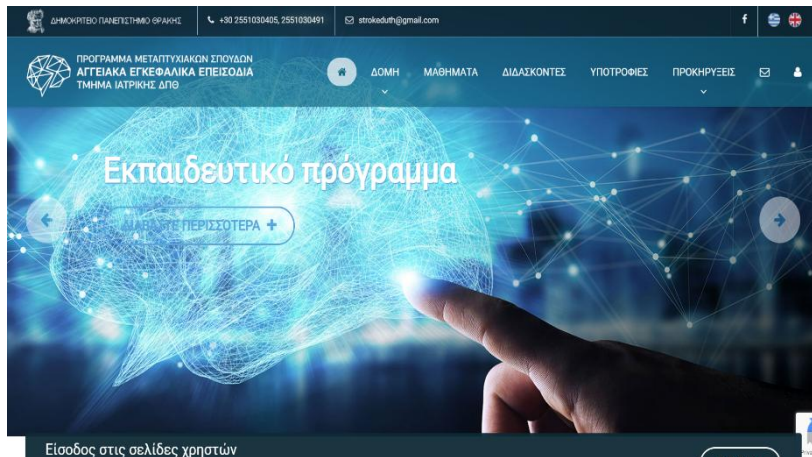 ΔΗΜΟΚΡΙΤΕΙΟ ΠΑΝΕΠΙΣΤΗΜΙΟ ΘΡΑΚΗΣ
+30 2551030405, 2551030491
strokeduth@gmail.com
f
ΠΡΟΓΡΑΜΜΑ ΜΕΤΑΠΤΥΧΙΑΚΩΝ ΣΠΟΥΔΩΝ
ΑΓΓΕΙΑΚΑ ΕΓΚΕΦΑΛΙΚΑ ΕΠΕΙΣΟΔΙΑ
ΤΜΗΜΑ ΙΑΤΡΙΚΗΣ ΔΠΘ
ΔΟΜΗ
ΜΑΘΗΜΑΤΑ
ΔΙΔΑΣΚΟΝΤΕΣ
ΥΠΟΤΡΟΦΙΕΣ
ΠΡΟΚΗΡΥΞΕΙΣ
Εκπαιδευτικό πρόγραμμα
ΔΙΑΒΑΣΤΕ ΠΕΡΙΣΣΟΤΕΡΑ +
Είσοδος στις σελίδες χρηστών